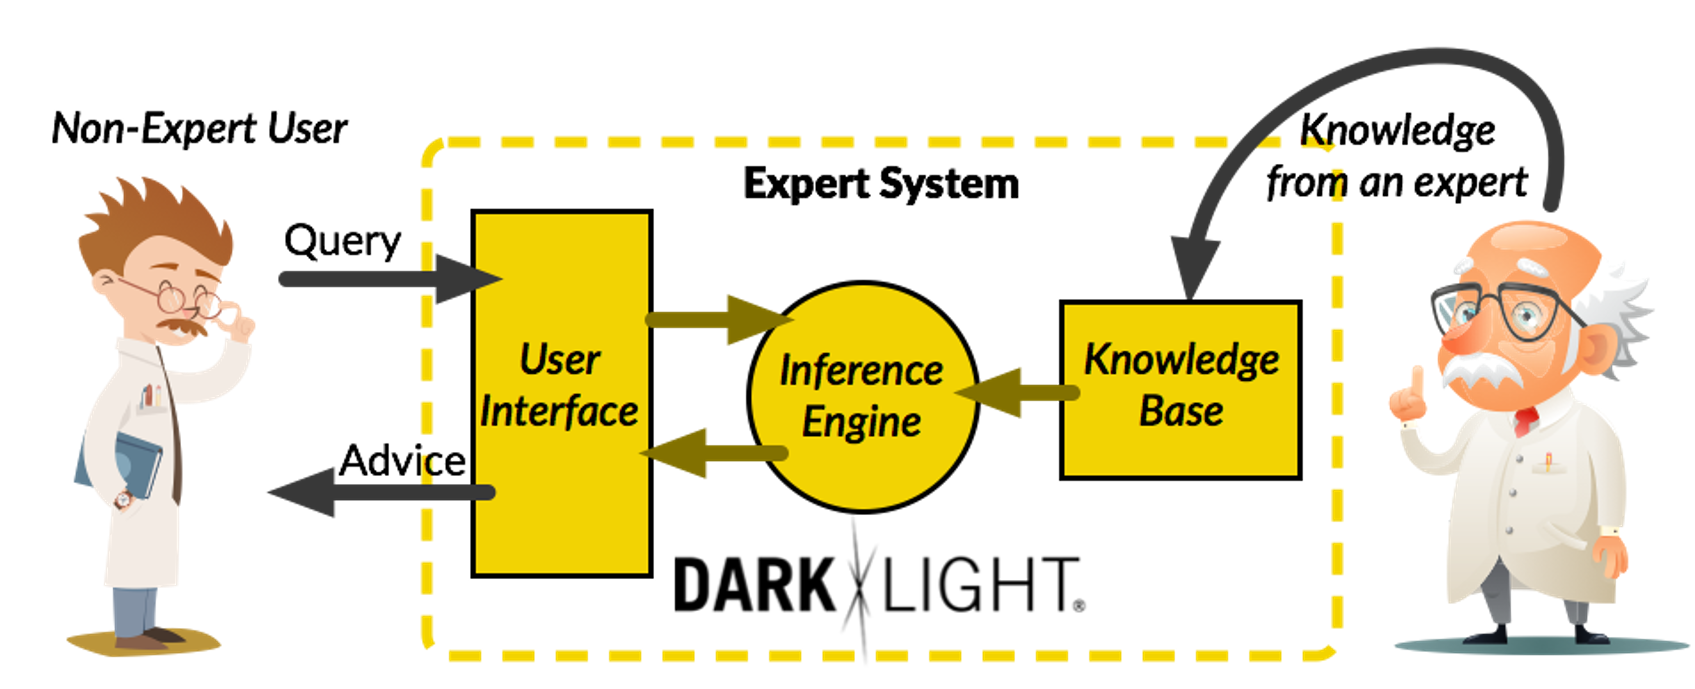 Non-Expert User
Query
Advice
Expert System
User
Interface
Inference
Engine
Knowledge
Base
Knowledge
from an expert
DARK LIGHT®